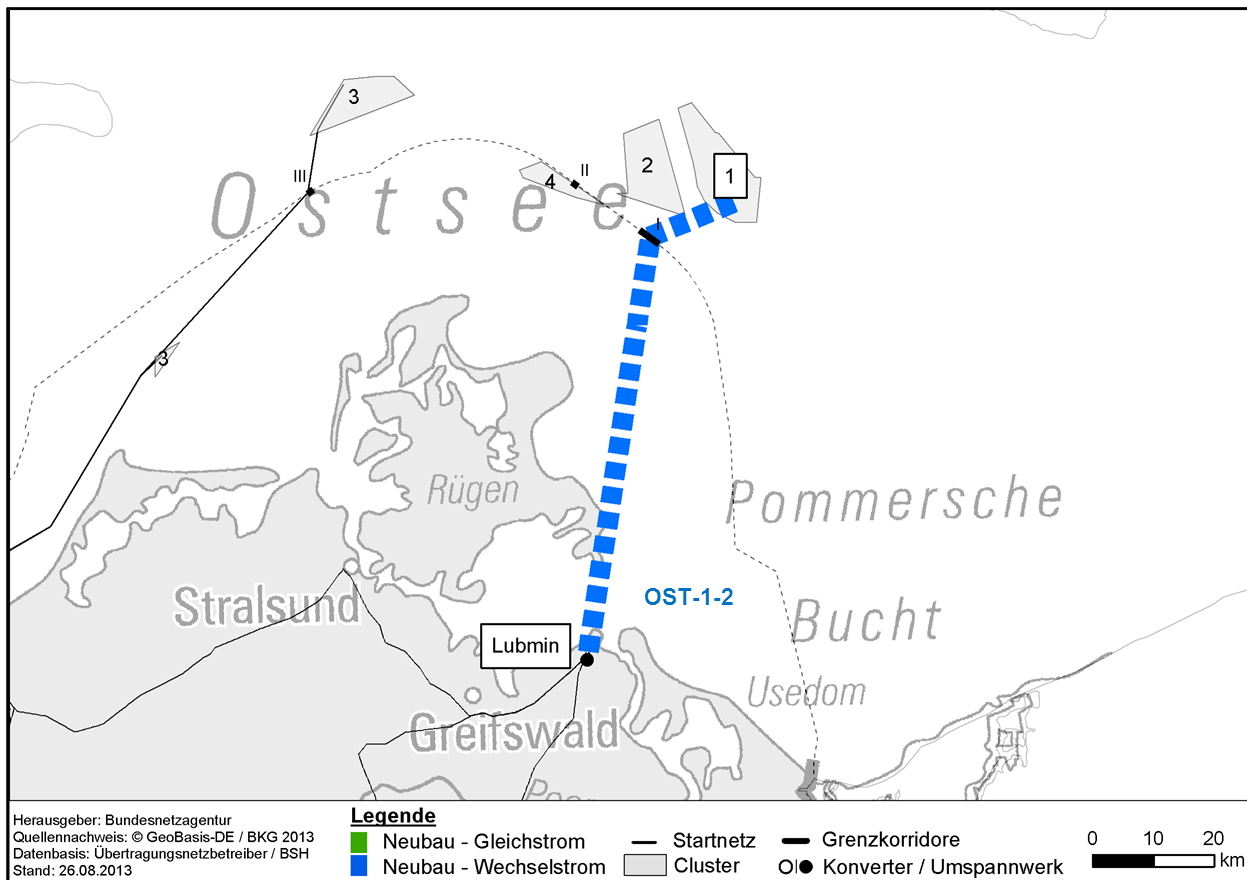 3
III
II
4
2
1
Ostsee
I
3
Rügen
Pommersche
OST-1-2
Stralsund
Bucht
Lubmin
Usedom
Greifswald
Herausgeber: Bundesnetzagentur
Quellennachweis: © GeoBasis-DE / BKG 2013
Datenbasis: Übertragungsnetzbetreiber / BSH
Stand: 26.08.2013
Legende
Neubau - Gleichstrom
Neubau - Wechselstrom
Startnetz
Cluster
Grenzkorridore
Konverter / Umspannwerk
0 10 20
km